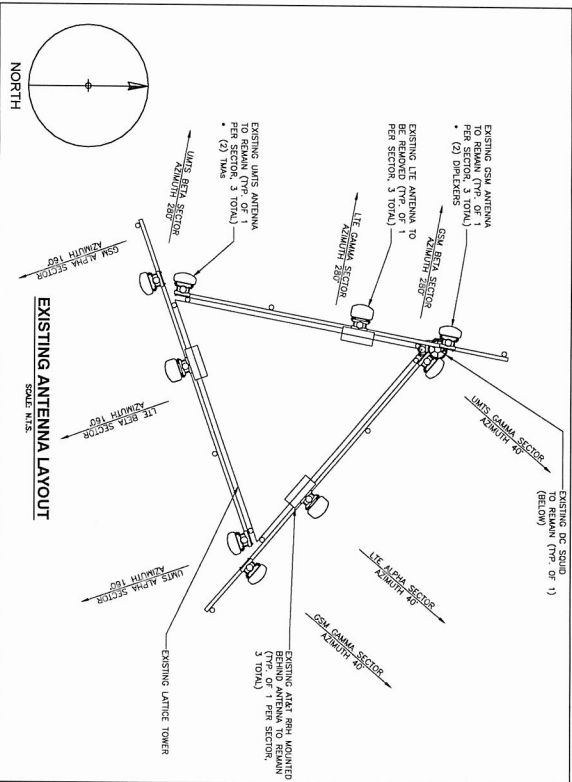 EXISTING GSM ANTENNA
TO REMAIN (TYP. OF 1
PER SECTOR, 3 TOTAL)
• (2) DIPLEXERS
EXISTING LTE ANTENNA TO
BE REMOVED (TYP. OF 1
PER SECTOR, 3 TOTAL)
EXISTING UMTS ANTENNA
TO REMAIN (TYP. OF 1
PER SECTOR, 3 TOTAL)
• (2) TMAs
NORTH
GSM BETA SECTOR
AZIMUTH 280°
LTE GAMMA SECTOR
AZIMUTH 280°
UMTS BETA SECTOR
AZIMUTH 280°
EXISTING DC SQUID
TO REMAIN (TYP. OF 1)
(BELOW)
UMTS GAMMA SECTOR
AZIMUTH 40°
LTE ALPHA SECTOR
AZIMUTH 40°
GSM GAMMA SECTOR
AZIMUTH 40°
EXISTING AT&T RRH MOUNTED
BEHIND ANTENNA TO REMAIN
(TYP. OF 1 PER SECTOR,
3 TOTAL)
EXISTING LATTICE TOWER
GSM ALPHA SECTOR
AZIMUTH 160°
LTE BETA SECTOR
AZIMUTH 160°
UMTS ALPHA SECTOR
AZIMUTH 160°
EXISTING ANTENNA LAYOUT
SCALE: N.T.S.